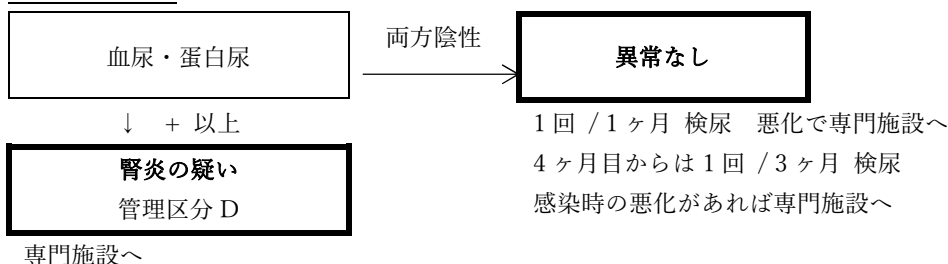 血尿・蛋白尿
両方陰性
異常なし
↓ + 以上
1回 /1ヶ月 検尿 悪化で専門施設へ
腎炎の疑い
4ヶ月目からは1回 /3ヶ月 検尿
管理区分 D
感染時の悪化があれば専門施設へ
専門施設へ